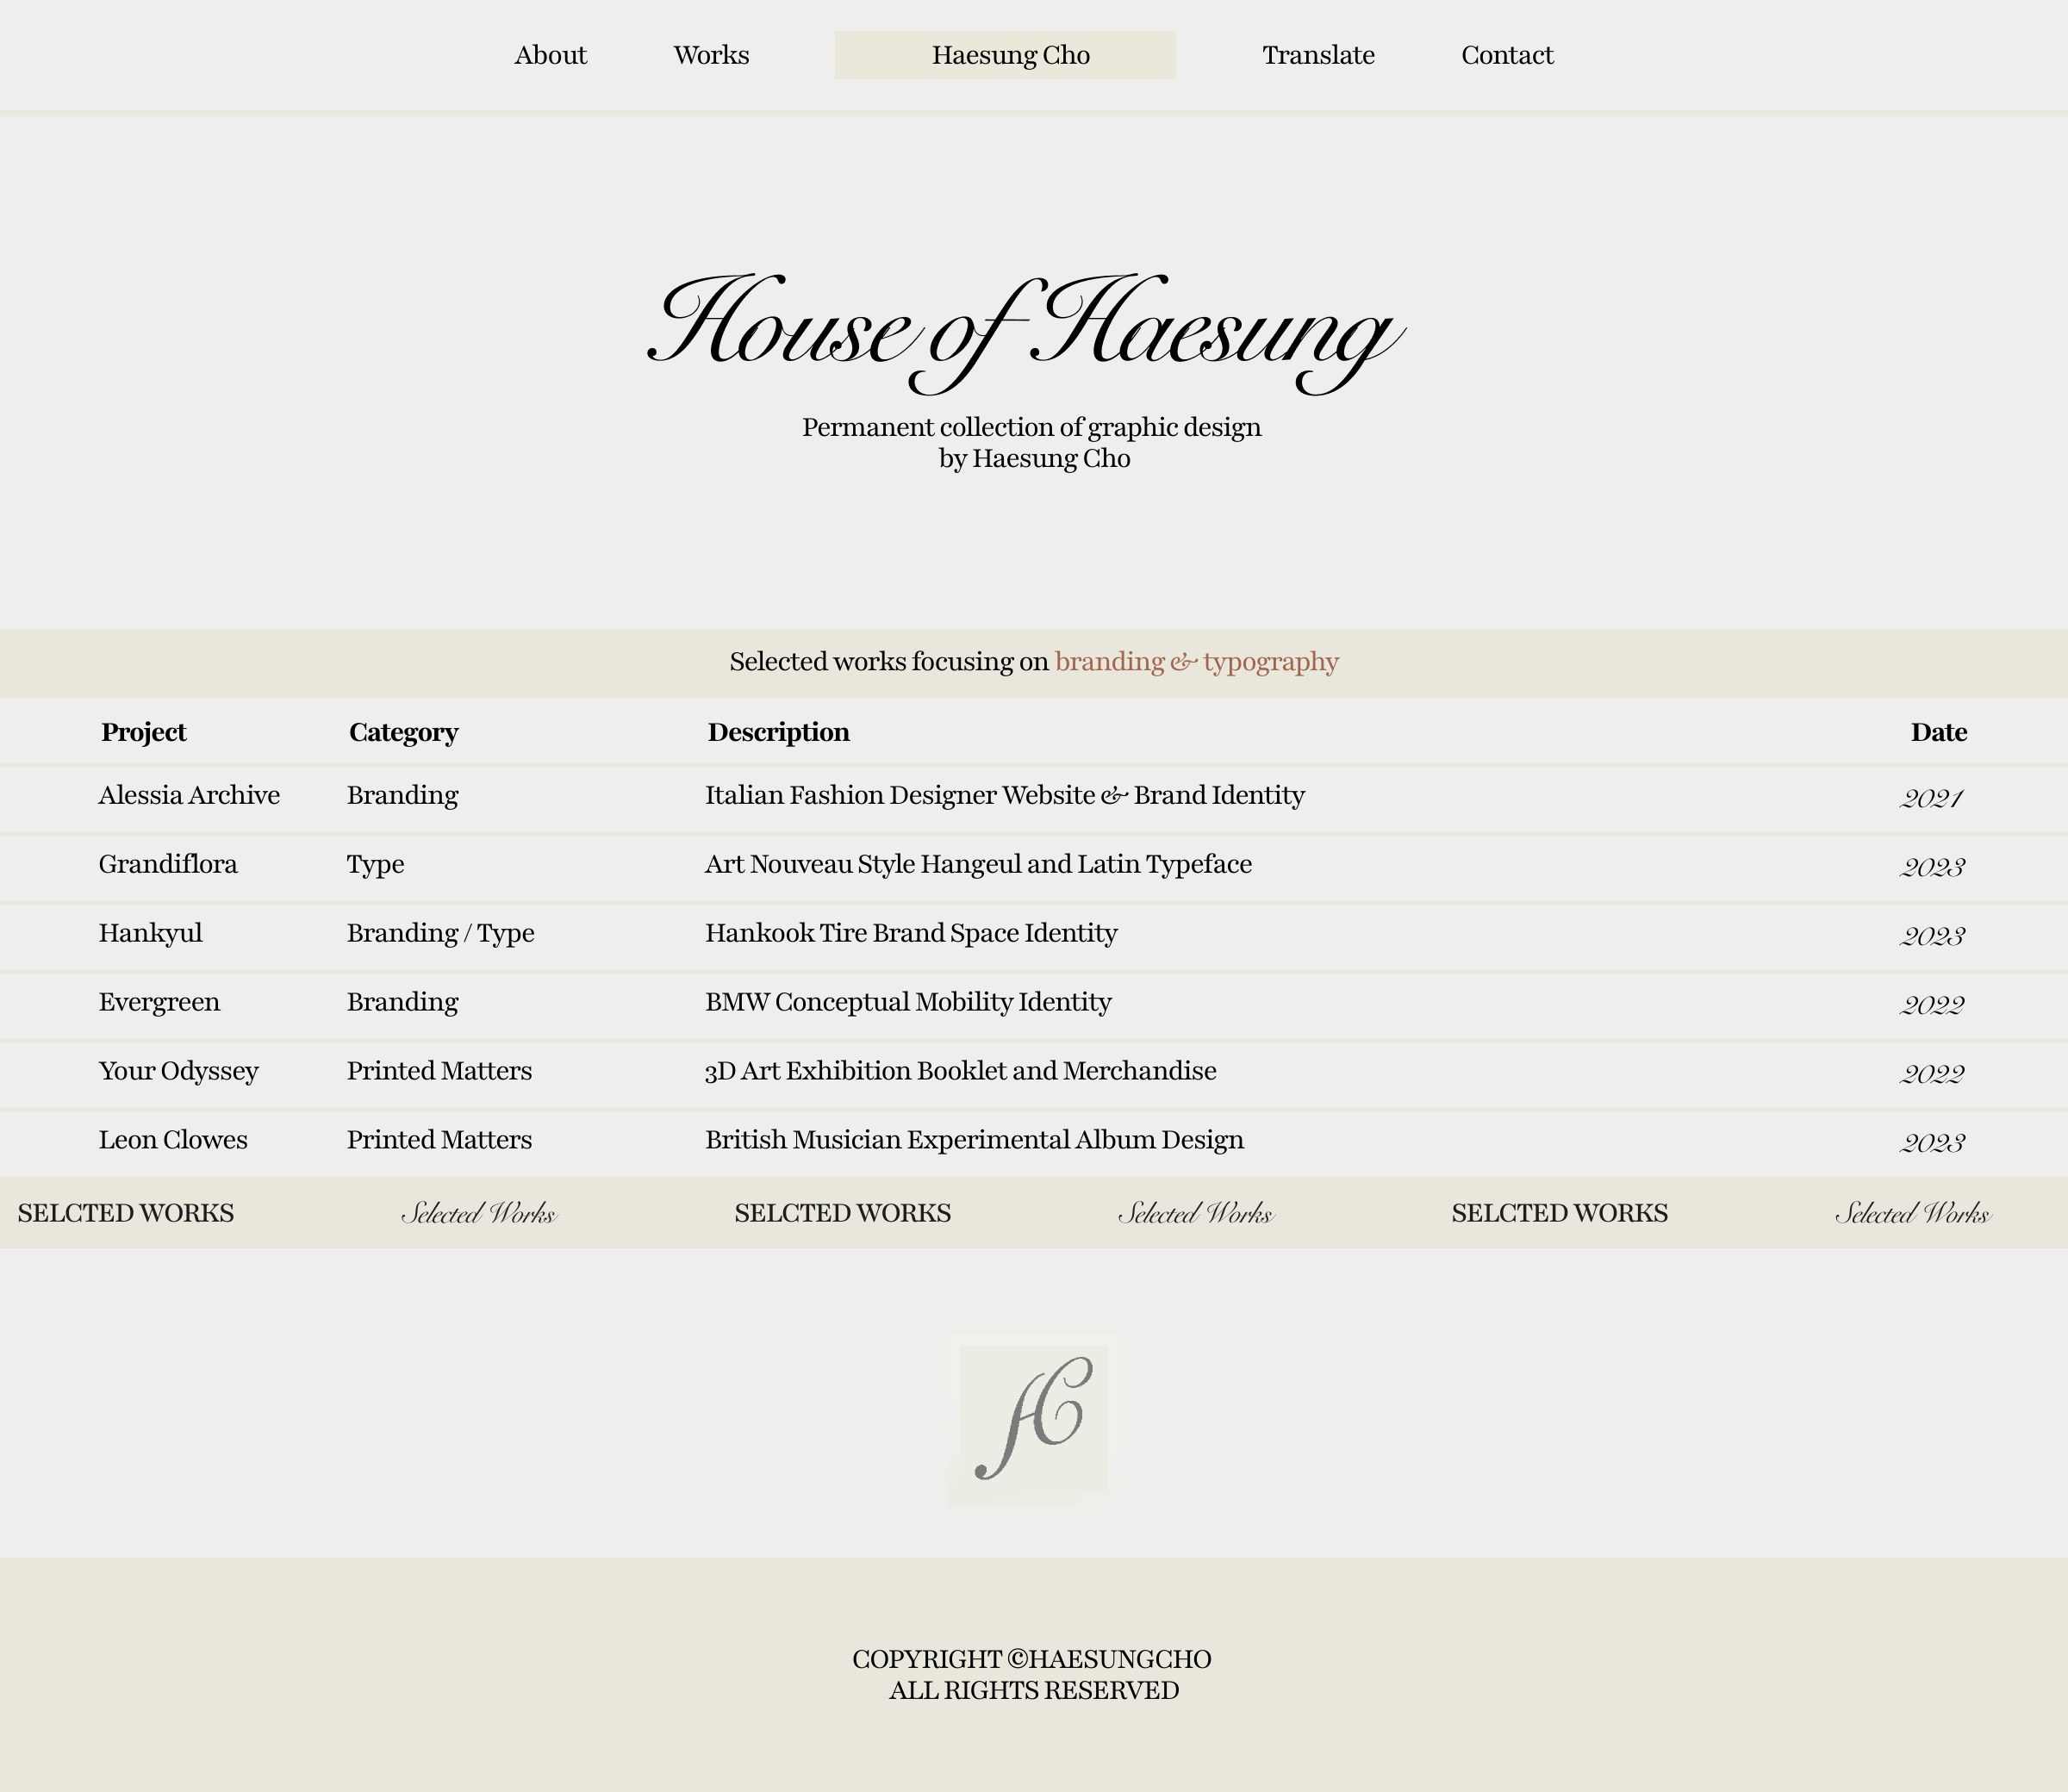 About Works Haesung Cho Translate Contact
House of Haesung
Permanent collection of graphic design
by Haesung Cho
Selected works focusing on branding & typography
Project Category Description Date
Alessia Archive Branding Italian Fashion Designer Website & Brand Identity 2021
Grandiflora Type Art Nouveau Style Hangeul and Latin Typeface 2023
Hankyul Branding / Type Hankook Tire Brand Space Identity 2023
Evergreen Branding BMW Conceptual Mobility Identity 2022
Your Odyssey Printed Matters 3D Art Exhibition Booklet and Merchandise 2022
Leon Clowes Printed Matters British Musician Experimental Album Design 2023
SELCTED WORKS Selected Works SELCTED WORKS Selected Works SELCTED WORKS Selected Works
HC
COPYRIGHT ©HAESUNGCHO
ALL RIGHTS RESERVED